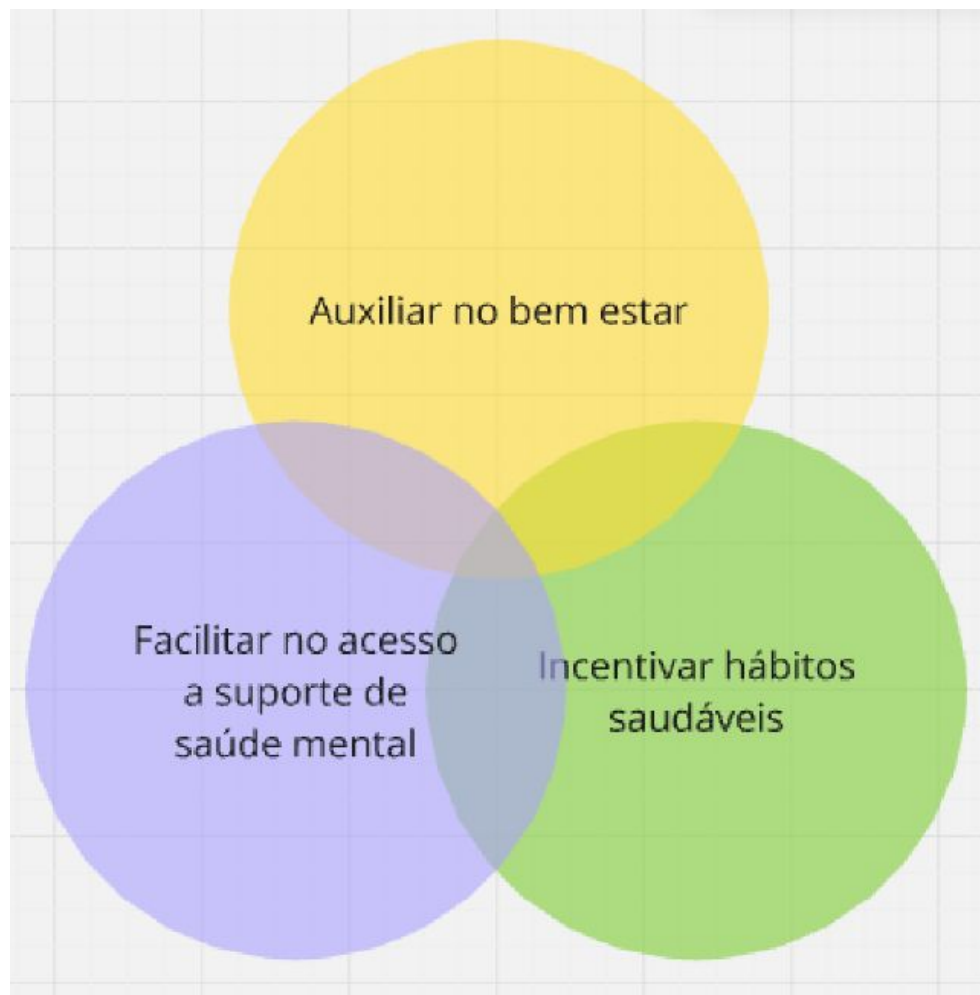 Auxiliar no bem estar
Facilitar no acesso
a suporte de
saúde mental
Incentivar hábitos
saudáveis